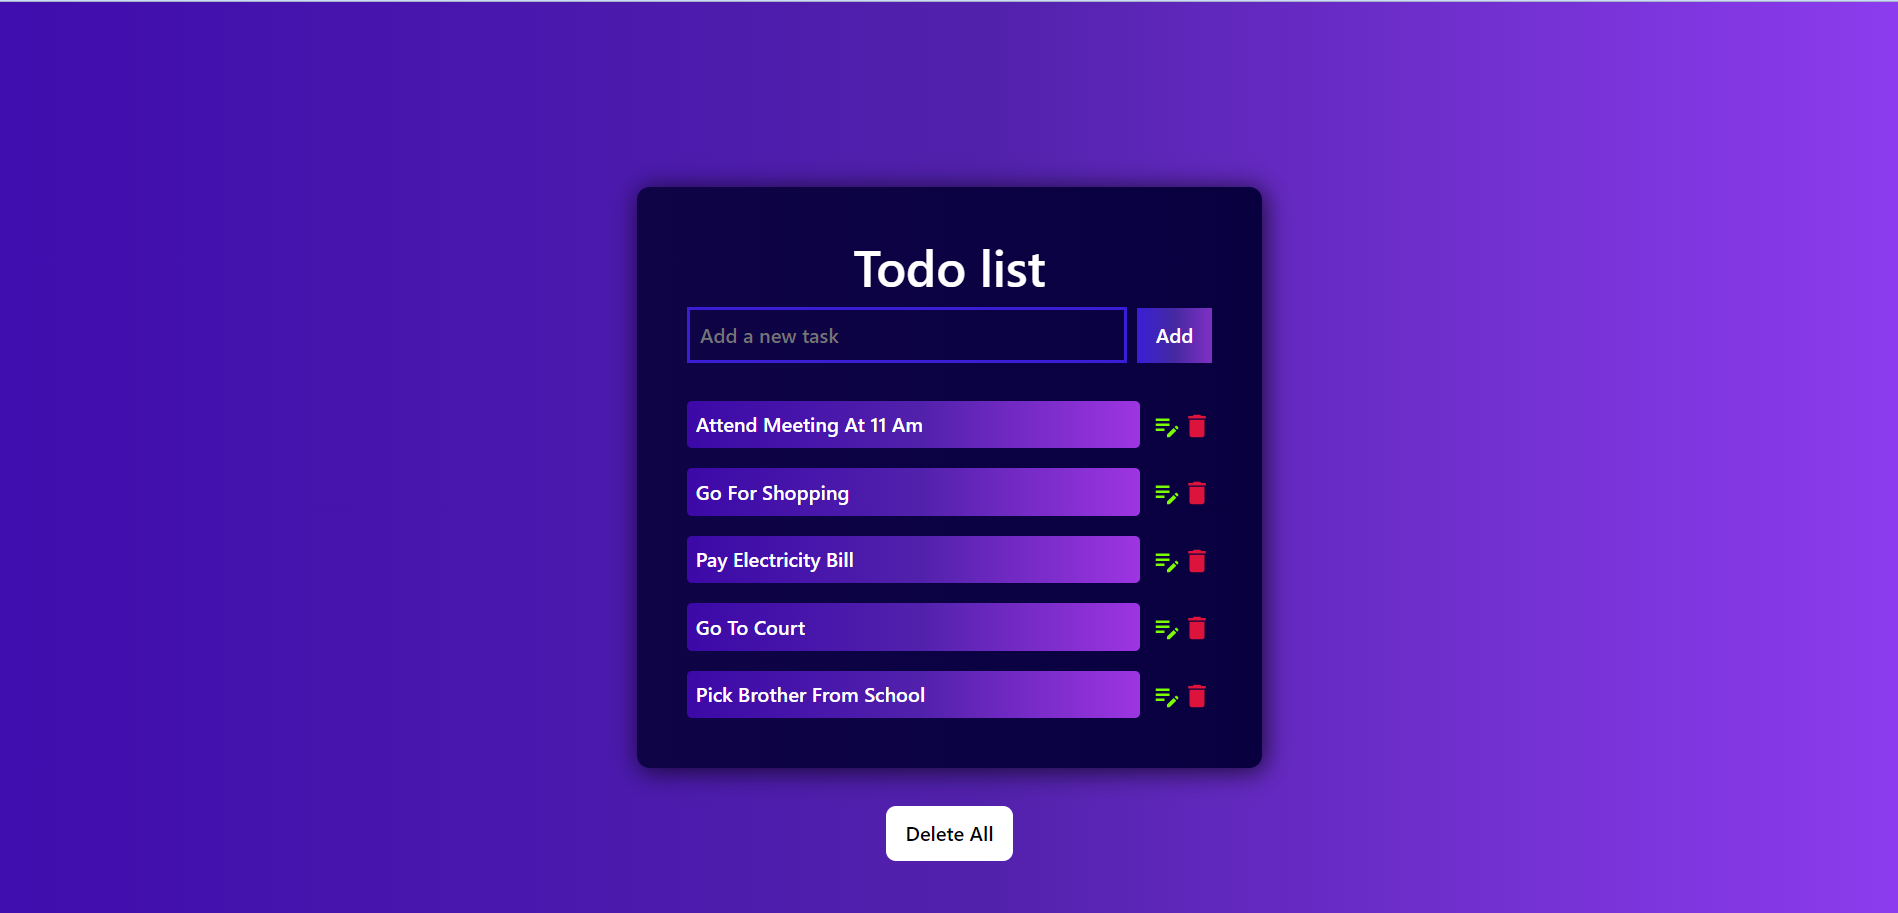 Todo list
Add a new task
Add
Attend Meeting At 11 Am
Go For Shopping
Pay Electricity Bill
Go To Court
Pick Brother From School
Delete All